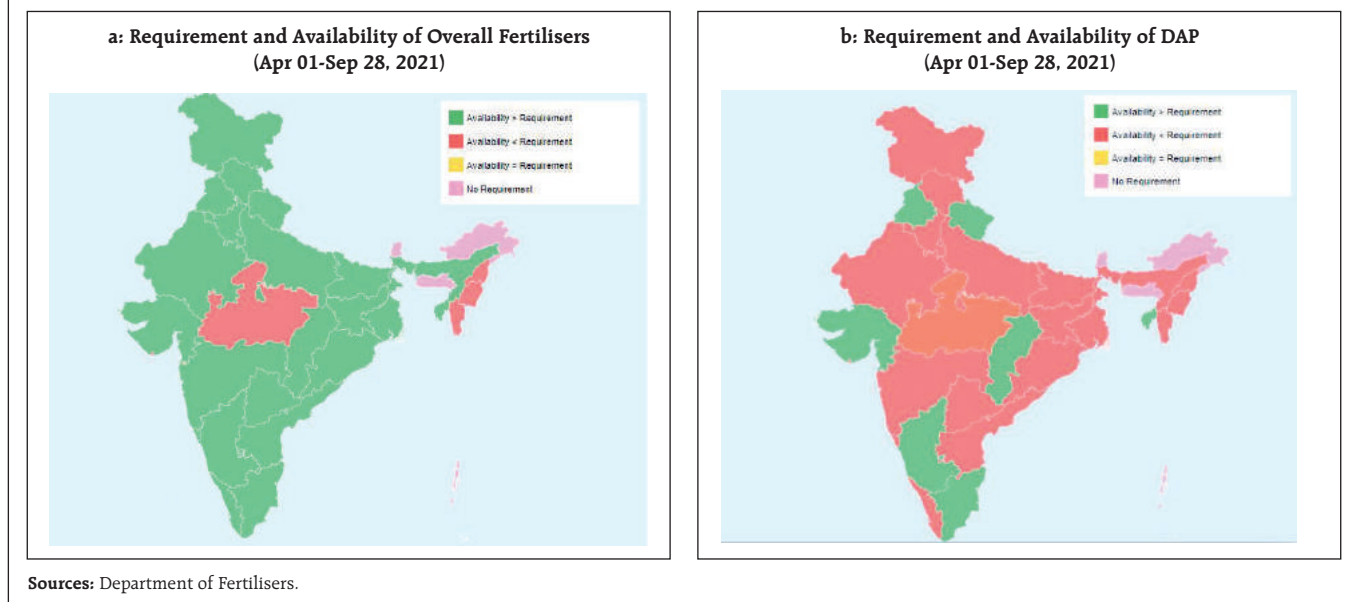 a: Requirement and Availability of Overall Fertilisers
(Apr 01-Sep 28, 2021)
Availability > Requirement
Availability < Requirement
Availability = Requirement
No Requirement
b: Requirement and Availability of DAP
(Apr 01-Sep 28, 2021)
Availability > Requirement
Availability < Requirement
Availability = Requirement
No Requirement
Sources: Department of Fertilisers.